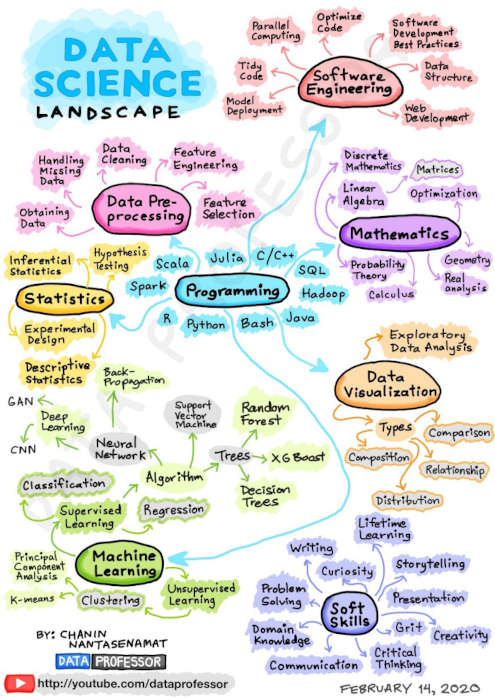 DATA
SCIENCE
LANDSCAPE
Parallel
Computing
Optimize
Code
Software
Development
Best Practices
Tidy
Code
Software
Engineering
Data
Structure
Model
Deployment
Web
Development
Handling
Missing
Data
Data
Cleaning
Feature
Engineering
Obtaining
Data
Data Pre-
processing
Feature
Selection
Discrete
Mathematics
Matrices
Linear
Algebra
Optimization
Mathematics
Probability
Theory
Calculus
Geometry
Real
analysis
Inferential
Statistics
Hypothesis
Testing
Statistics
Experimental
Design
Descriptive
Statistics
Scala
Julia
C/C++
SQL
Spark
Programming
Hadoop
R
Python
Bash
Java
Exploratory
Data Analysis
Data
Visualization
Types
Comparison
Composition
Relationship
Distribution
Back-
Propagation
GAN
Deep
Learning
CNN
Neural
Network
Support
Vector
Machine
Random
Forest
Algorithm
Trees
XG Boost
Decision
Trees
Classification
Supervised
Learning
Regression
Machine
Learning
Principal
Component
Analysis
K-means
Clustering
Unsupervised
Learning
Lifetime
Learning
Writing
Curiosity
Storytelling
Problem
Solving
Soft
Skills
Presentation
Domain
Knowledge
Grit
Creativity
Communication
Critical
Thinking
BY: CHANIN
NANTASENAMAT
DATA PROFESSOR
http://youtube.com/dataprofessor
FEBRUARY 14, 2020